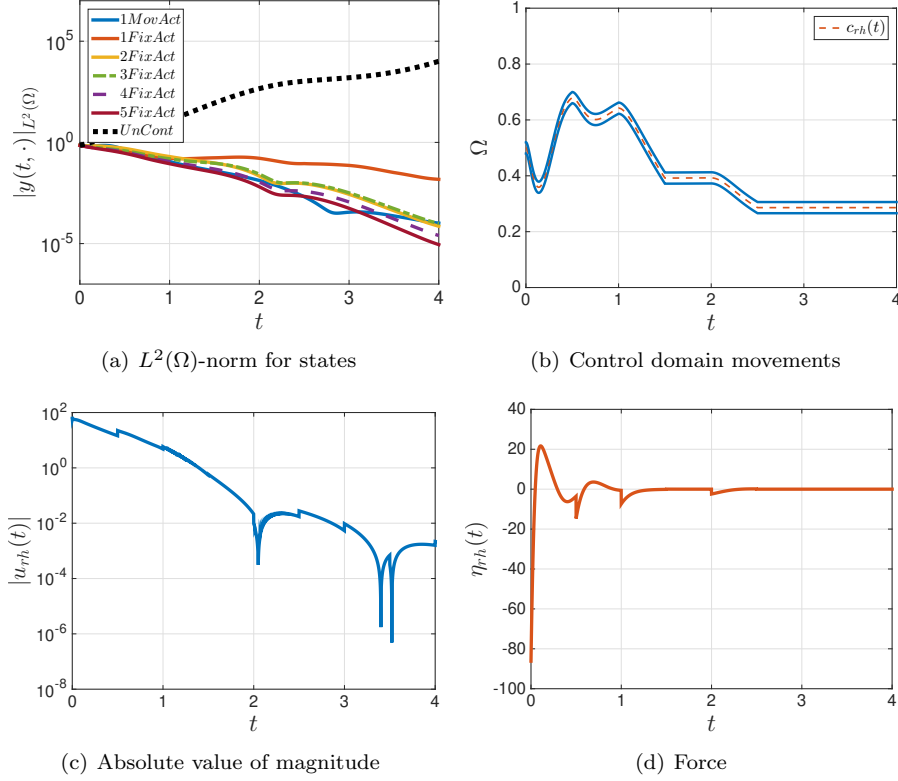 10^5
10^0
10^-5
|y(t, ·)|_{L^2(Ω)}
1MovAct
1FixAct
2FixAct
3FixAct
4FixAct
5FixAct
UnCont
0 1 2 3 4
t
(a) L^2(Ω)-norm for states
1
0.8
0.6
0.4
0.2
0
Ω
c_{rh}(t)
0 1 2 3 4
t
(b) Control domain movements
10^2
10^0
10^-2
10^-4
10^-6
10^-8
|u_{rh}(t)|
0 1 2 3 4
t
(c) Absolute value of magnitude
40
20
0
-20
-40
-60
-80
-100
η_{rh}(t)
0 1 2 3 4
t
(d) Force